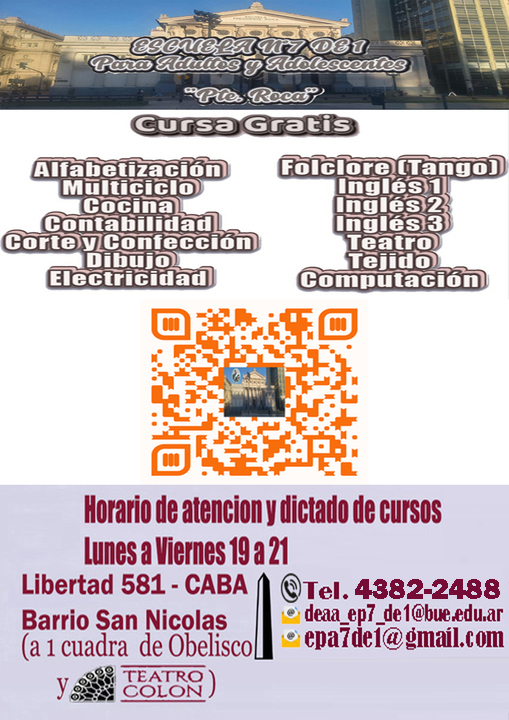 ESCUELA Nº7 DE 1
Para Adultos y Adolescentes
"Pte. Roca"
Cursa Gratis
Alfabetización
Multiciclo
Cocina
Contabilidad
Corte y Confección
Dibujo
Electricidad
Folclore (Tango)
Inglés 1
Inglés 2
Inglés 3
Teatro
Tejido
Computación
Horario de atencion y dictado de cursos
Lunes a Viernes 19 a 21
Libertad 581 - CABA
Barrio San Nicolas
(a 1 cuadra de Obelisco
y TEATRO COLON)
Tel. 4382-2488
deaa_ep7_de1@bue.edu.ar
epa7de1@gmail.com